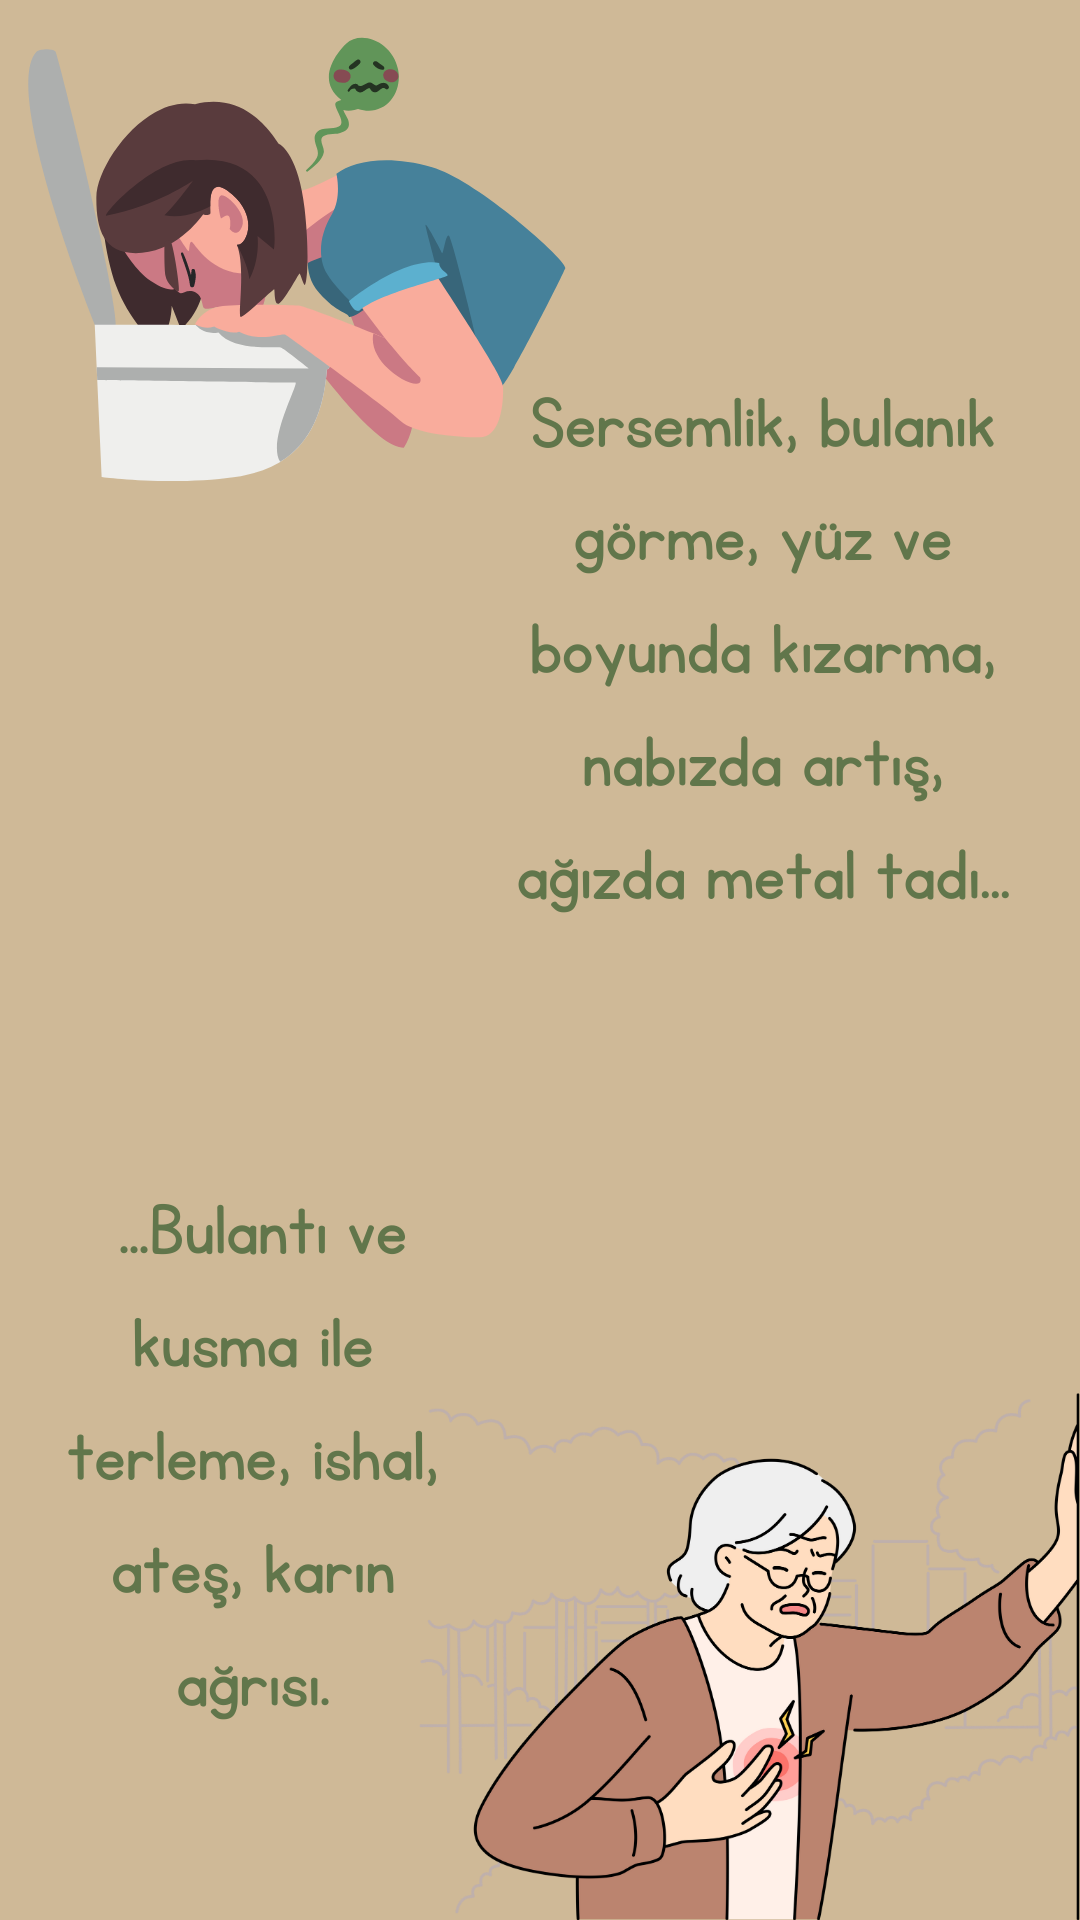 Sersemlik, bulanık
görme, yüz ve
boyunda kızarma,
nabızda artış,
ağızda metal tadı...
...Bulantı ve
kusma ile
terleme, ishal,
ateş, karın
ağrısı.